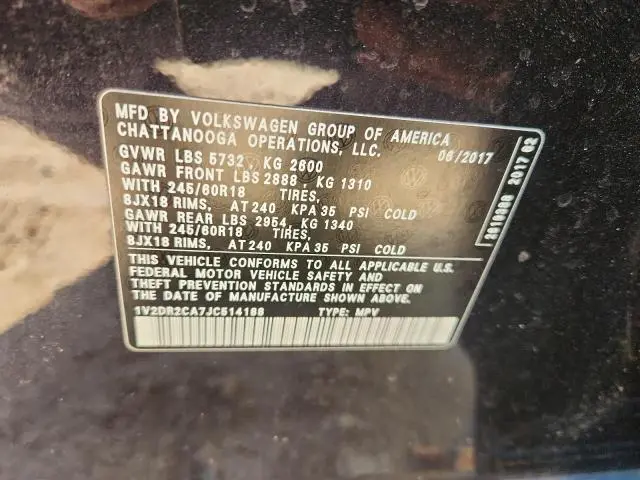 MFD BY VOLKSWAGEN GROUP OF AMERICA
CHATTANOOGA OPERATIONS, LLC. 06/2017
GVWR LBS 5732 , KG 2600
GAWR FRONT LBS 2888 , KG 1310
WITH 245/60R18 TIRES,
8JX18 RIMS, AT 240 KPA 35 PSI COLD
GAWR REAR LBS 2954, KG 1340
WITH 245/60R18 TIRES,
8JX18 RIMS, AT 240 KPA 35 PSI COLD
THIS VEHICLE CONFORMS TO ALL APPLICABLE U.S.
FEDERAL MOTOR VEHICLE SAFETY AND
THEFT PREVENTION STANDARDS IN EFFECT ON
THE DATE OF MANUFACTURE SHOWN ABOVE.
1V2DR2CA7JC514188 TYPE: MPV
2017 02